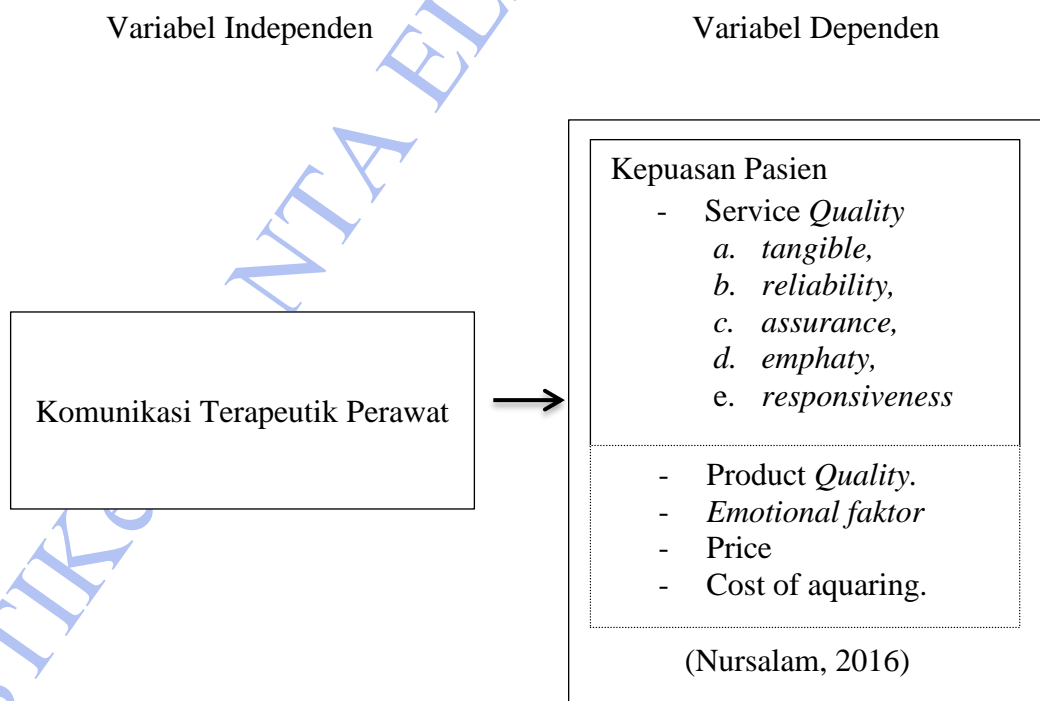 Variabel Independen
Variabel Dependen
Kepuasan Pasien
- Service Quality
a. tangible,
b. reliability,
c. assurance,
d. emphaty,
e. responsiveness
Komunikasi Terapeutik Perawat
- Product Quality.
- Emotional faktor
- Price
- Cost of aquaring.
(Nursalam, 2016)